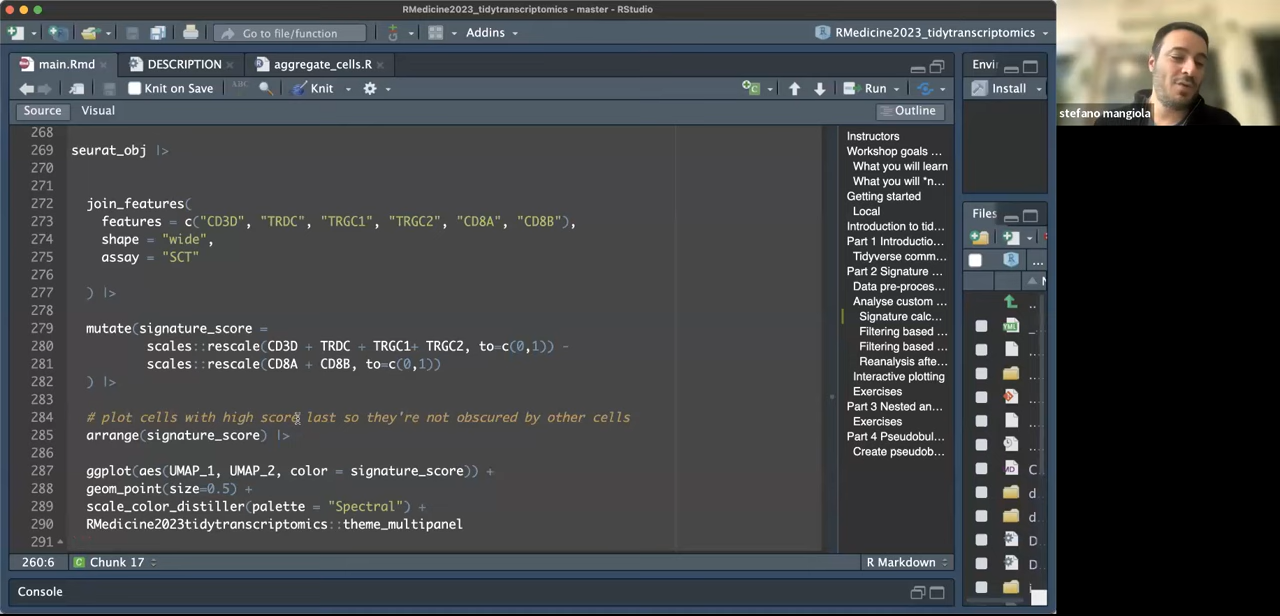 RMedicine2023_tidytranscriptomics - master - RStudio
Go to file/function
Addins
RMedicine2023_tidytranscriptomics
main.Rmd
DESCRIPTION
aggregate_cells.R
Envi
Knit on Save
ABC
Knit
Run
Install
Source
Visual
Outline
268
269 seurat_obj |>
270
271
272 join_features(
273 features = c("CD3D", "TRDC", "TRGC1", "TRGC2", "CD8A", "CD8B"),
274 shape = "wide",
275 assay = "SCT"
276
277 ) |>
278
279 mutate(signature_score =
280 scales::rescale(CD3D + TRDC + TRGC1+ TRGC2, to=c(0,1)) -
281 scales::rescale(CD8A + CD8B, to=c(0,1))
282 ) |>
283
284 # plot cells with high score last so they're not obscured by other cells
285 arrange(signature_score) |>
286
287 ggplot(aes(UMAP_1, UMAP_2, color = signature_score)) +
288 geom_point(size=0.5) +
289 scale_color_distiller(palette = "Spectral") +
290 RMedicine2023tidytranscriptomics::theme_multipanel
291
Instructors
Workshop goals ...
What you will learn
What you will *n...
Getting started
Local
Introduction to tid...
Part 1 Introductio...
Tidyverse comm...
Part 2 Signature ...
Data pre-proces...
Analyse custom ...
Signature calc...
Filtering based ...
Filtering based ...
Reanalysis afte...
Interactive plotting
Exercises
Part 3 Nested an...
Exercises
Part 4 Pseudobul...
Create pseudob...
Files
...
N
..
.
C
d
d
D
D
i
260:6
Chunk 17
R Markdown
Console
stefano mangiola